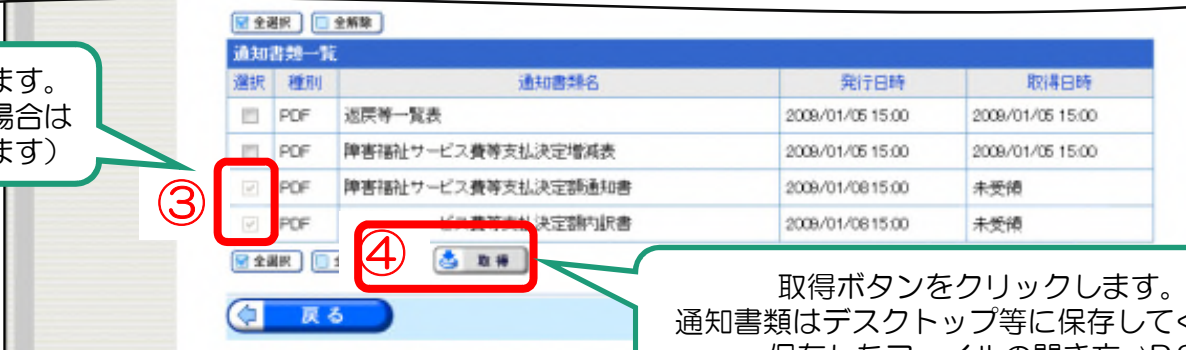 全選択 全解除
通知書類一覧
選択 種別 通知書類名 発行日時 取得日時
PDF 返戻等一覧表 2009/01/05 15:00 2009/01/05 15:00
ます。
場合は
PDF 障害福祉サービス費等支払決定増減表 2009/01/05 15:00 2009/01/05 15:00
ます）
③
PDF 障害福祉サービス費等支払決定額通知書 2009/01/08 15:00 未受領
PDF ービス費等支払決定額内訳書 2009/01/08 15:00 未受領
全選択
④
取得
戻る
取得ボタンをクリックします。
通知書類はデスクトップ等に保存して